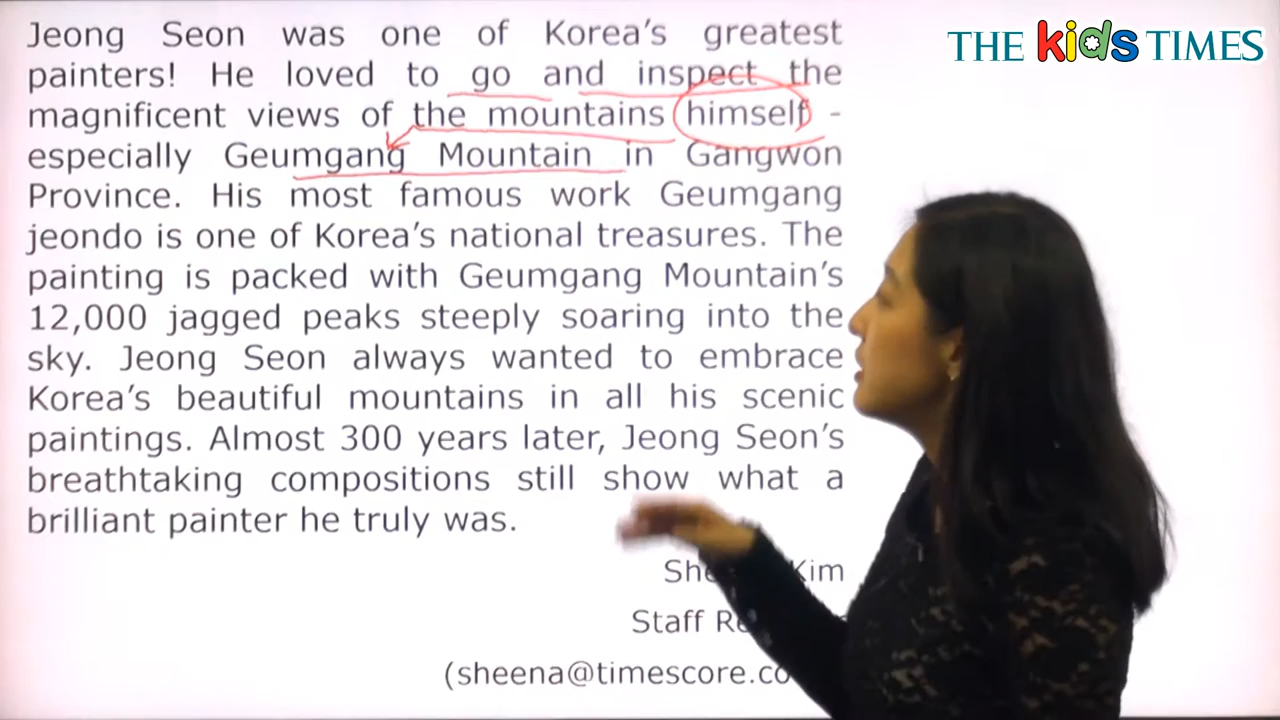 THE kids TIMES
Jeong Seon was one of Korea's greatest
painters! He loved to go and inspect the
magnificent views of the mountains himself -
especially Geumgang Mountain in Gangwon
Province. His most famous work Geumgang
jeondo is one of Korea's national treasures. The
painting is packed with Geumgang Mountain's
12,000 jagged peaks steeply soaring into the
sky. Jeong Seon always wanted to embrace
Korea's beautiful mountains in all his scenic
paintings. Almost 300 years later, Jeong Seon's
breathtaking compositions still show what a
brilliant painter he truly was.
Kim
Staff
(sheena@timescore.co